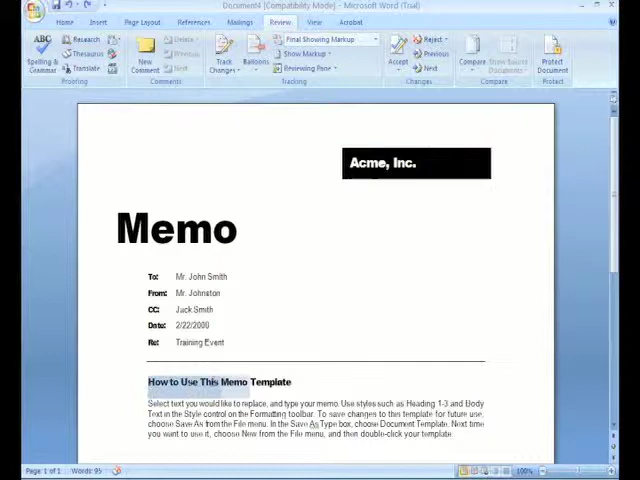 Document4 [Compatibility Mode] - Microsoft Word (Trial)
Home Insert Page Layout References Mailings Review View Acrobat
ABC Research Delete Final Showing Markup Reject
Thesaurus Previous Show Markup Previous
Spelling & Grammar Translate New Comment Next Track Changes Balloons Reviewing Pane Accept Next Compare Show Source Documents Protect Document
Proofing Comments Tracking Changes Compare Protect
Acme, Inc.
Memo
To: Mr. John Smith
From: Mr. Johnston
CC: Jack Smith
Date: 2/22/2008
Re: Training Event
How to Use This Memo Template
Select text you would like to replace, and type your memo. Use styles such as Heading 1-3 and Body
Text in the Style control on the Formatting toolbar. To save changes to this template for future use,
choose Save As from the File menu. In the Save As Type box, choose Document Template. Next time
you want to use it, choose New from the File menu, and then double-click your template.
Page: 1 of 1 Words: 95 100%